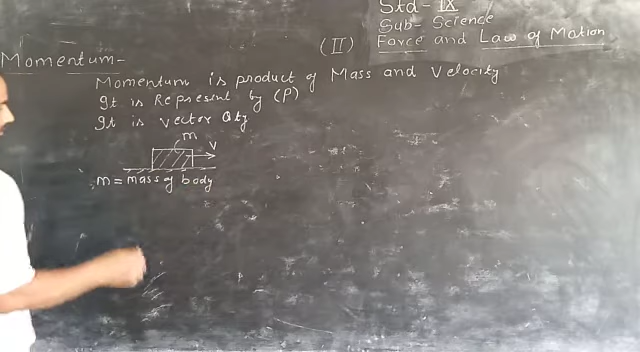 Std - IX
Sub - Science
(II) Force and Law of Motion
Momentum -
Momentum is product of Mass and Velocity
It is Represent by (P)
It is vector Qty
m
v
m = mass of body